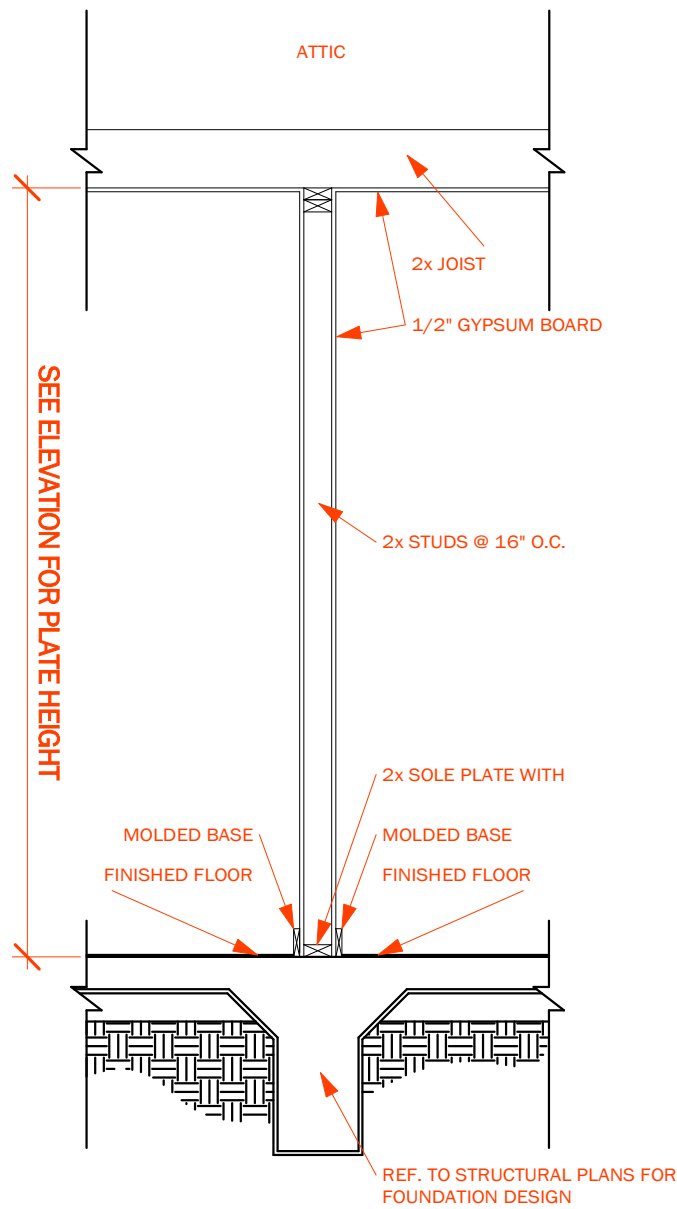 ATTIC
2x JOIST
1/2" GYPSUM BOARD
SEE ELEVATION FOR PLATE HEIGHT
2x STUDS @ 16" O.C.
2x SOLE PLATE WITH
MOLDED BASE
MOLDED BASE
FINISHED FLOOR
FINISHED FLOOR
REF. TO STRUCTURAL PLANS FOR
FOUNDATION DESIGN